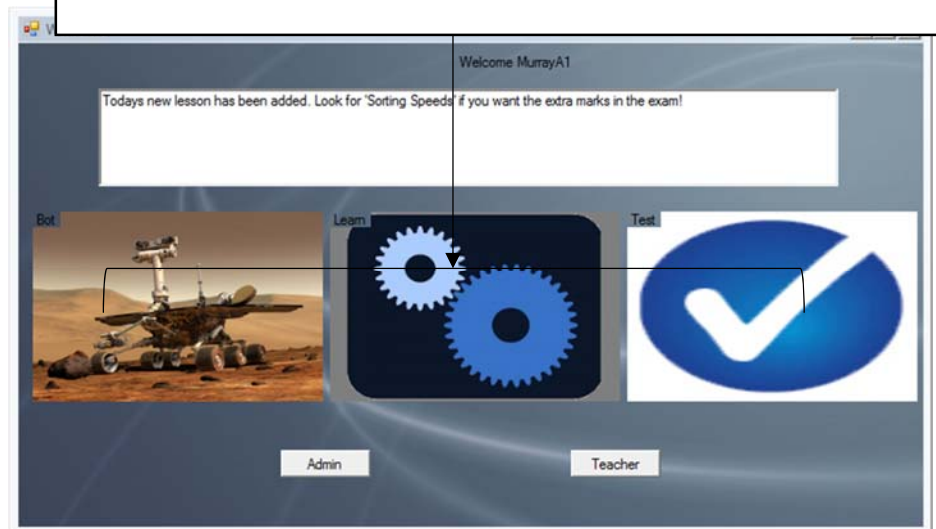 Welcome MurrayA1
Todays new lesson has been added. Look for 'Sorting Speeds' if you want the extra marks in the exam!
Bot
Learn
Test
Admin
Teacher